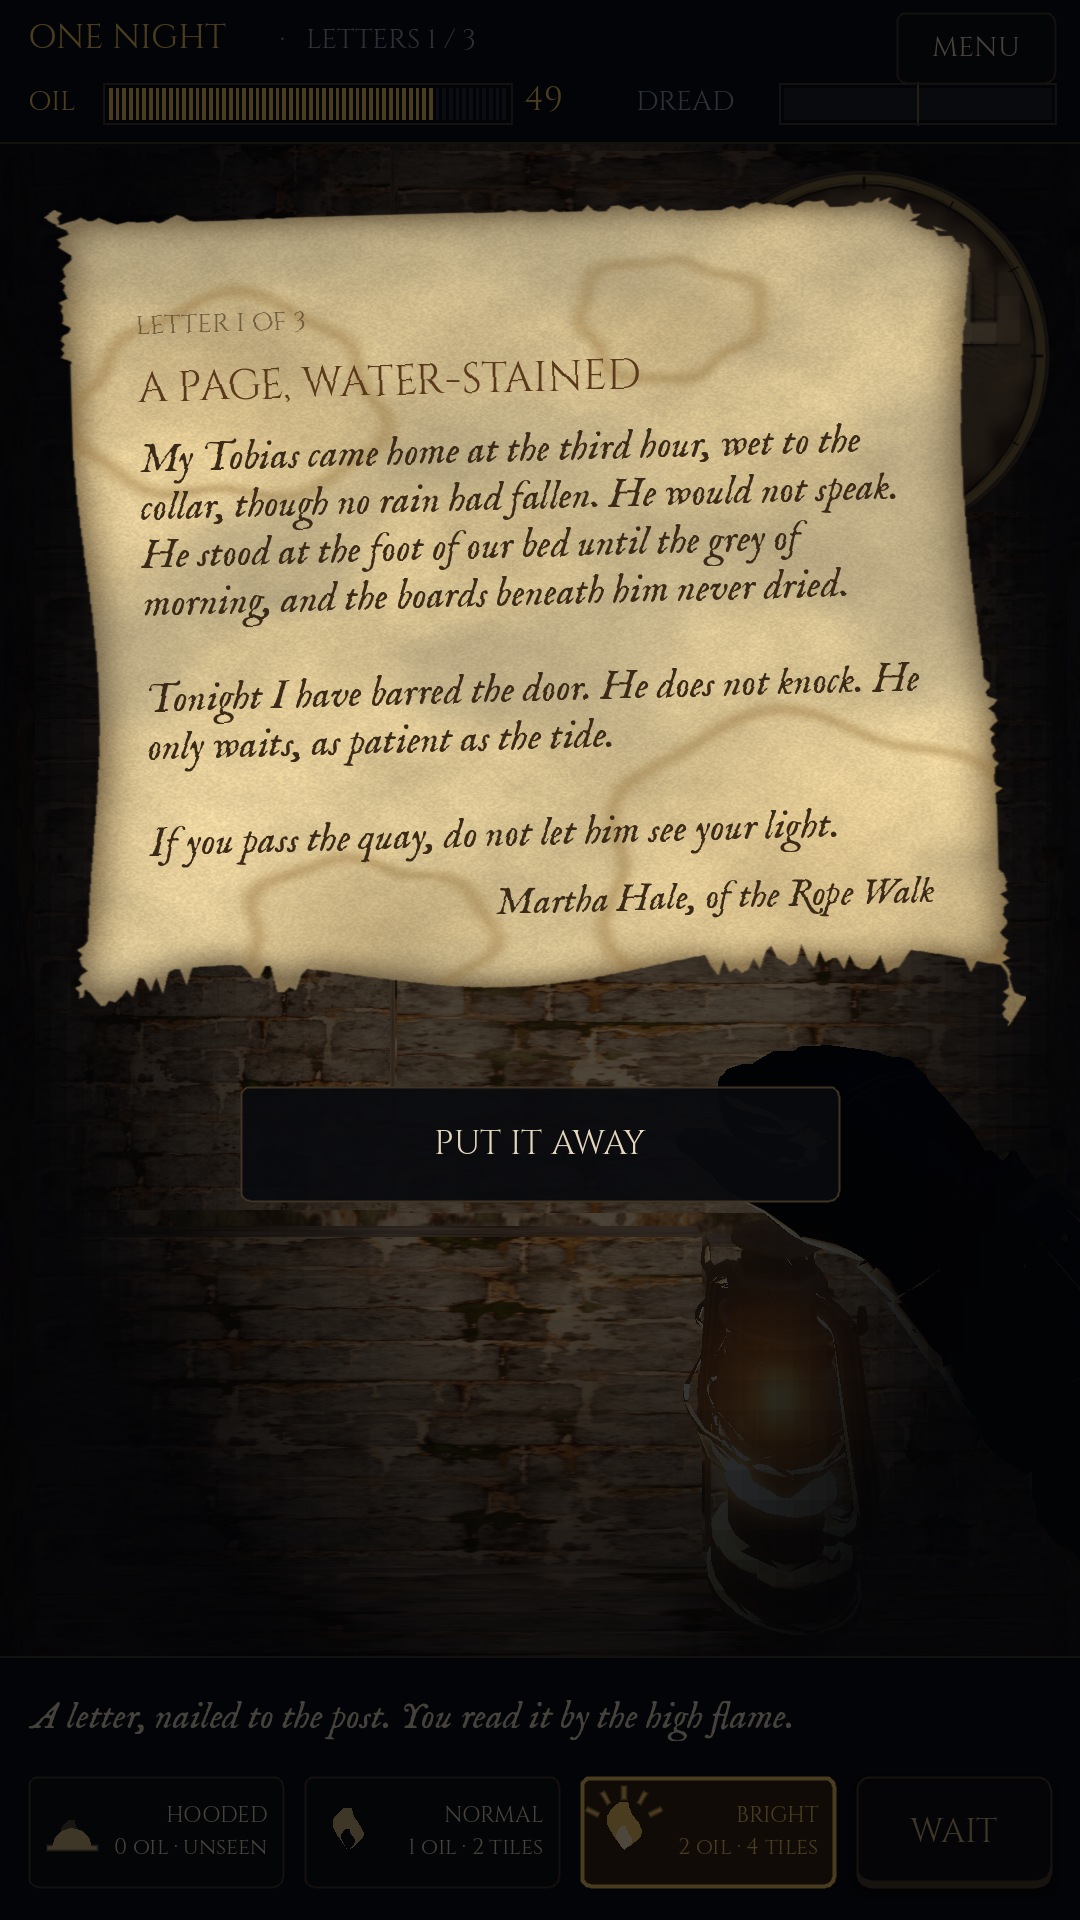 ONE NIGHT · LETTERS 1 / 3
MENU
OIL 49 DREAD
LETTER 1 OF 3
A PAGE, WATER-STAINED
My Tobias came home at the third hour, wet to the
collar, though no rain had fallen. He would not speak.
He stood at the foot of our bed until the grey of
morning, and the boards beneath him never dried.
Tonight I have barred the door. He does not knock. He
only waits, as patient as the tide.
If you pass the quay, do not let him see your light.
Martha Hale, of the Rope Walk
PUT IT AWAY
A letter, nailed to the post. You read it by the high flame.
HOODED
0 OIL · UNSEEN
NORMAL
1 OIL · 2 TILES
BRIGHT
2 OIL · 4 TILES
WAIT